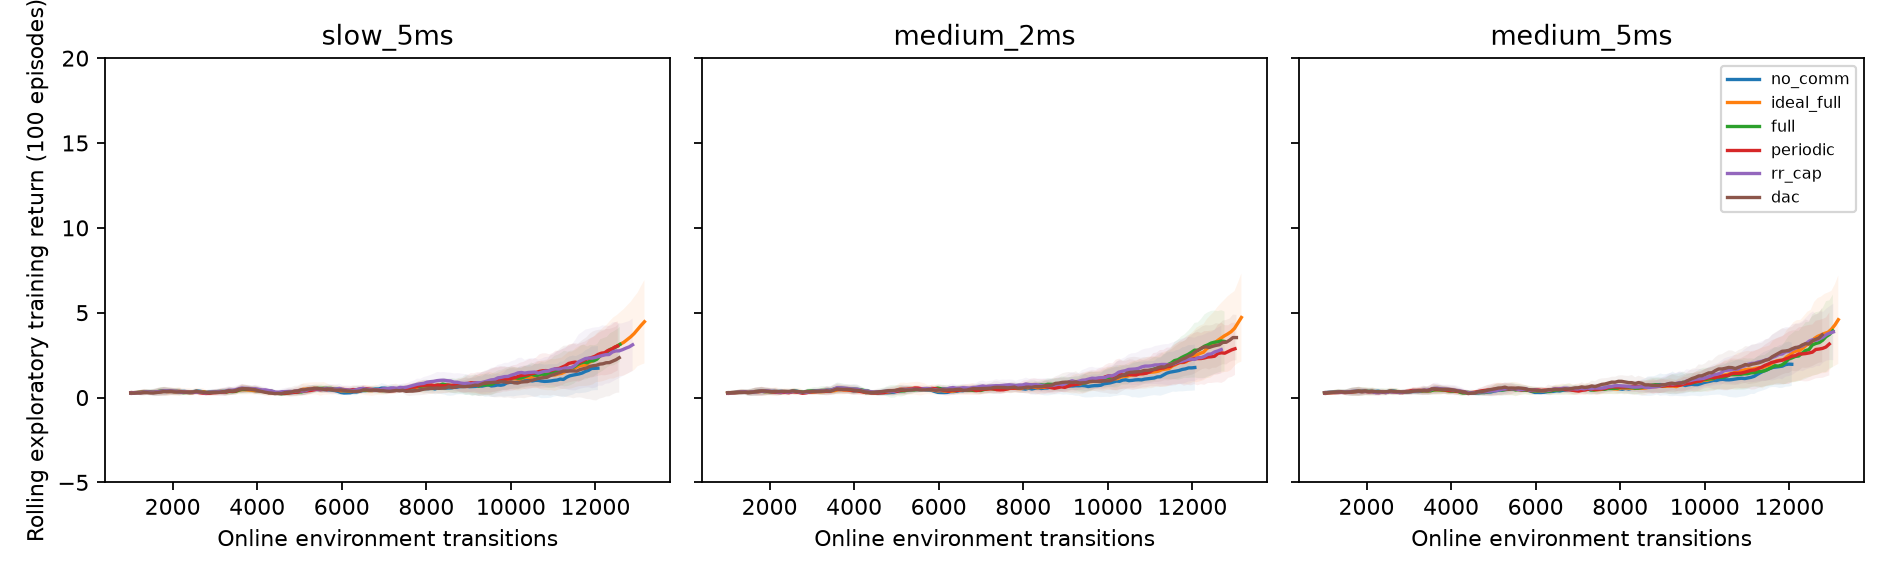 slow_5ms
medium_2ms
medium_5ms
Rolling exploratory training return (100 episodes)
20
15
10
5
0
−5
no_comm
ideal_full
full
periodic
rr_cap
dac
2000 4000 6000 8000 10000 12000
2000 4000 6000 8000 10000 12000
2000 4000 6000 8000 10000 12000
Online environment transitions
Online environment transitions
Online environment transitions